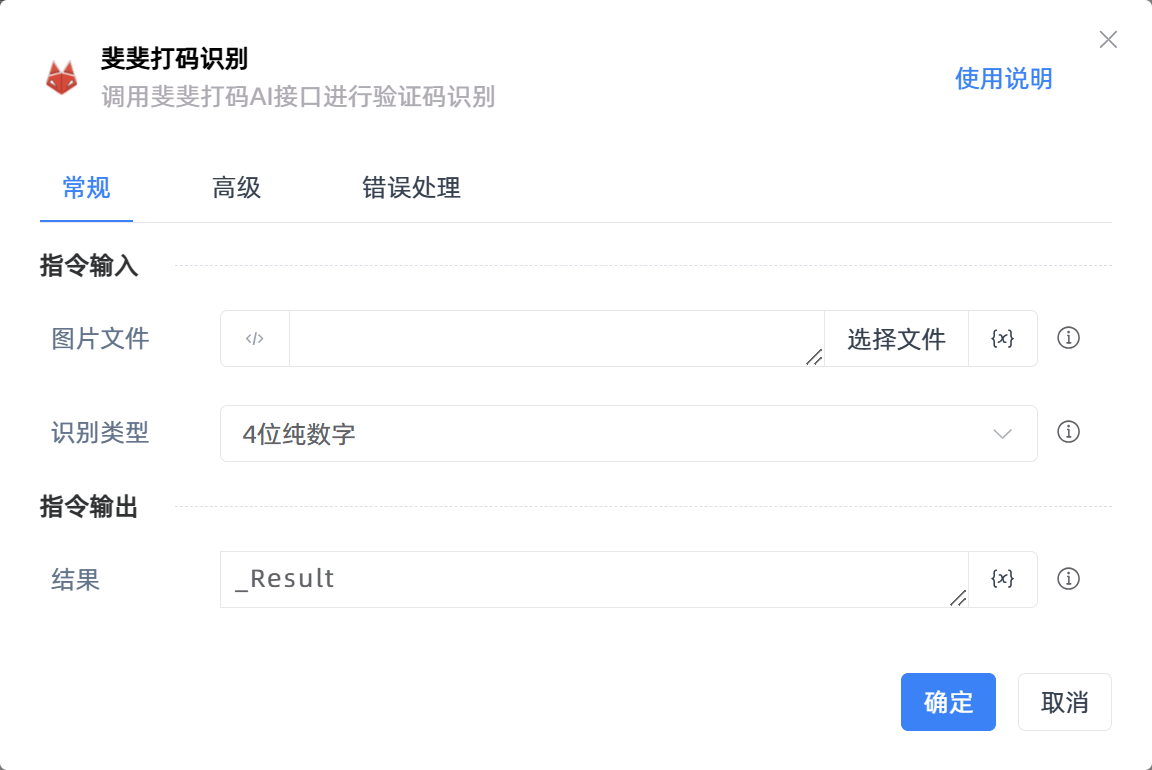 斐斐打码识别
调用斐斐打码AI接口进行验证码识别
使用说明
常规 高级 错误处理
指令输入
图片文件 </> 选择文件 {x}
识别类型 4位纯数字
指令输出
结果 _Result {x}
确定 取消